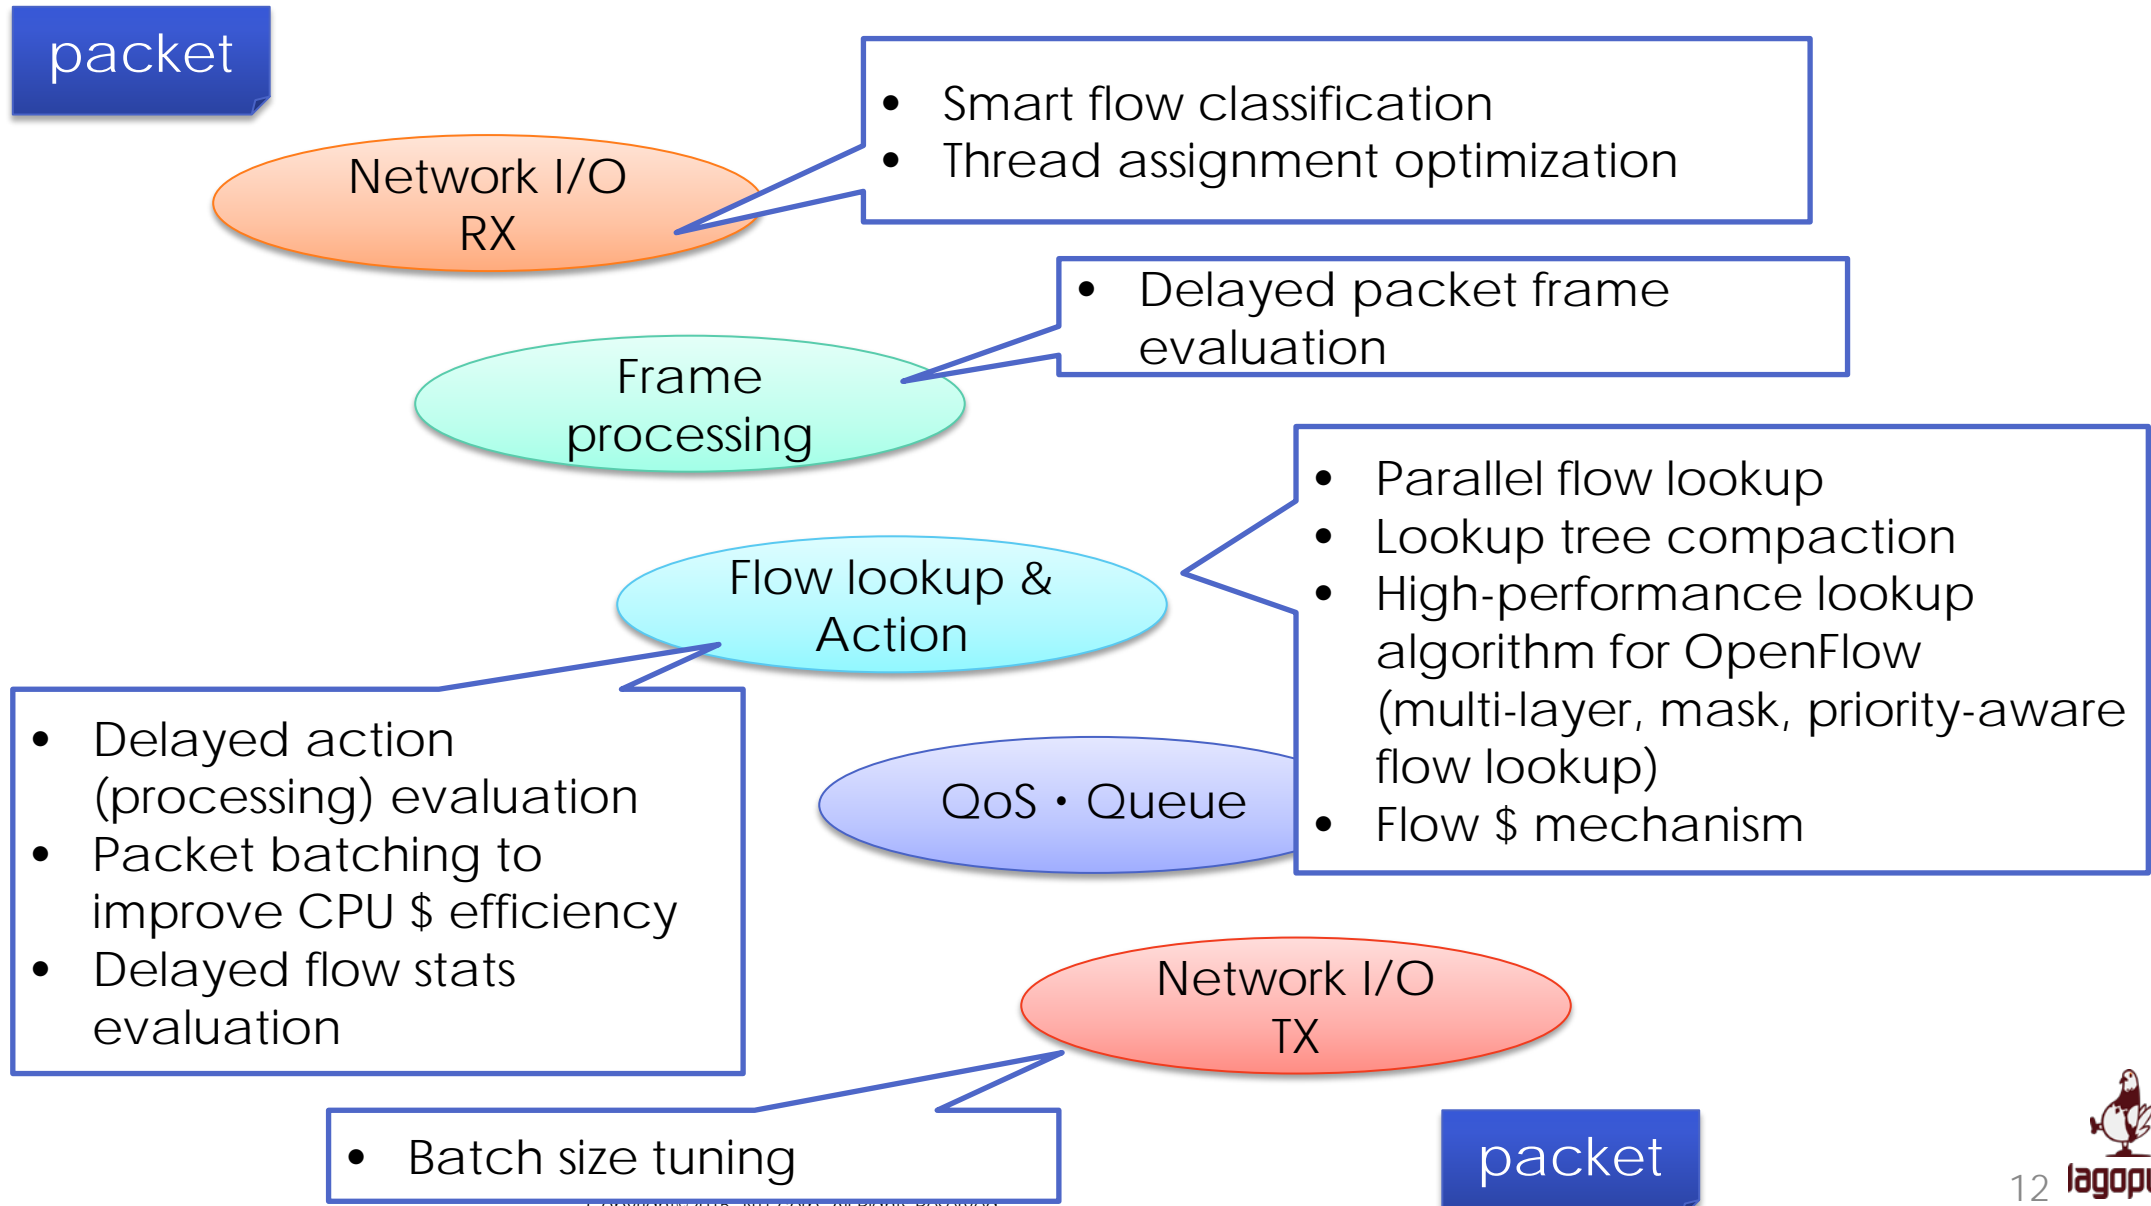 packet
• Smart flow classification
• Thread assignment optimization
Network I/O
RX
• Delayed packet frame
evaluation
Frame
processing
• Parallel flow lookup
• Lookup tree compaction
• High-performance lookup
algorithm for OpenFlow
(multi-layer, mask, priority-aware
flow lookup)
• Flow $ mechanism
Flow lookup &
Action
• Delayed action
(processing) evaluation
• Packet batching to
improve CPU $ efficiency
• Delayed flow stats
evaluation
QoS・Queue
Network I/O
TX
• Batch size tuning
packet
12